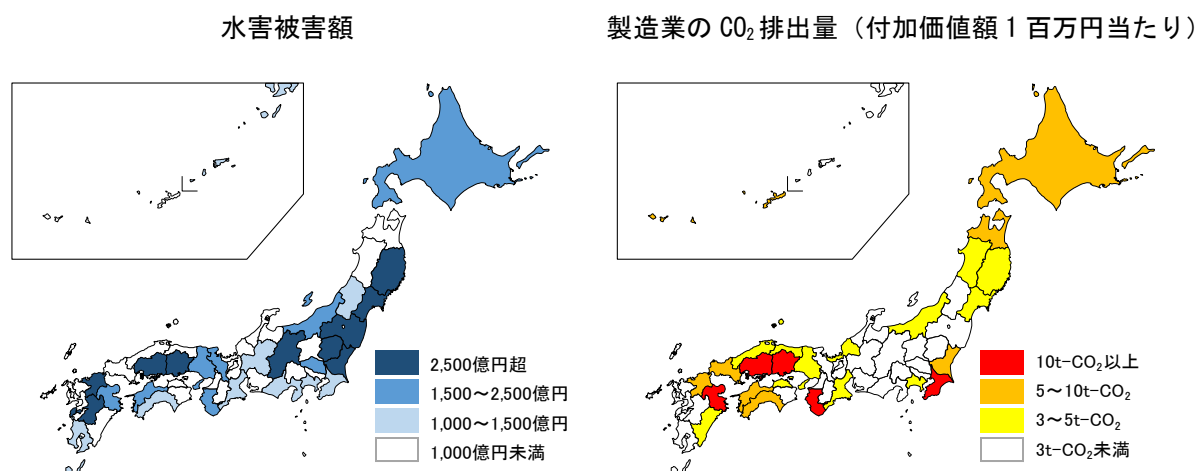 水害被害額
製造業の CO₂排出量（付加価値額１百万円当たり）
2,500億円超
1,500～2,500億円
1,000～1,500億円
1,000億円未満
10t-CO₂以上
5～10t-CO₂
3～5t-CO₂
3t-CO₂未満